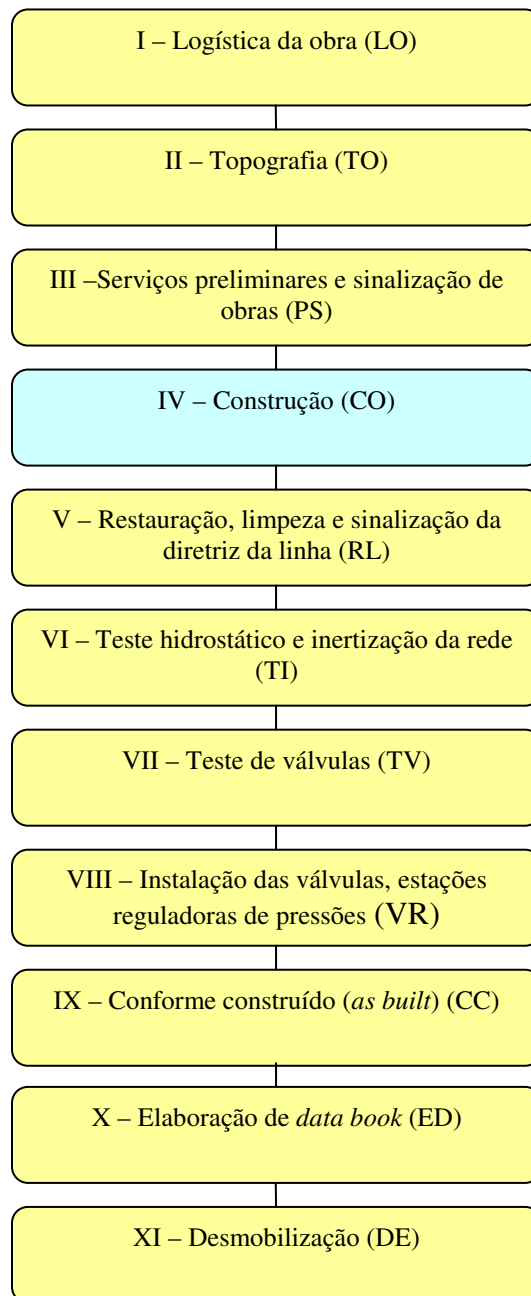 I – Logística da obra (LO)
II – Topografia (TO)
III –Serviços preliminares e sinalização de
obras (PS)
IV – Construção (CO)
V – Restauração, limpeza e sinalização da
diretriz da linha (RL)
VI – Teste hidrostático e inertização da rede
(TI)
VII – Teste de válvulas (TV)
VIII – Instalação das válvulas, estações
reguladoras de pressões (VR)
IX – Conforme construído (as built) (CC)
X – Elaboração de data book (ED)
XI – Desmobilização (DE)